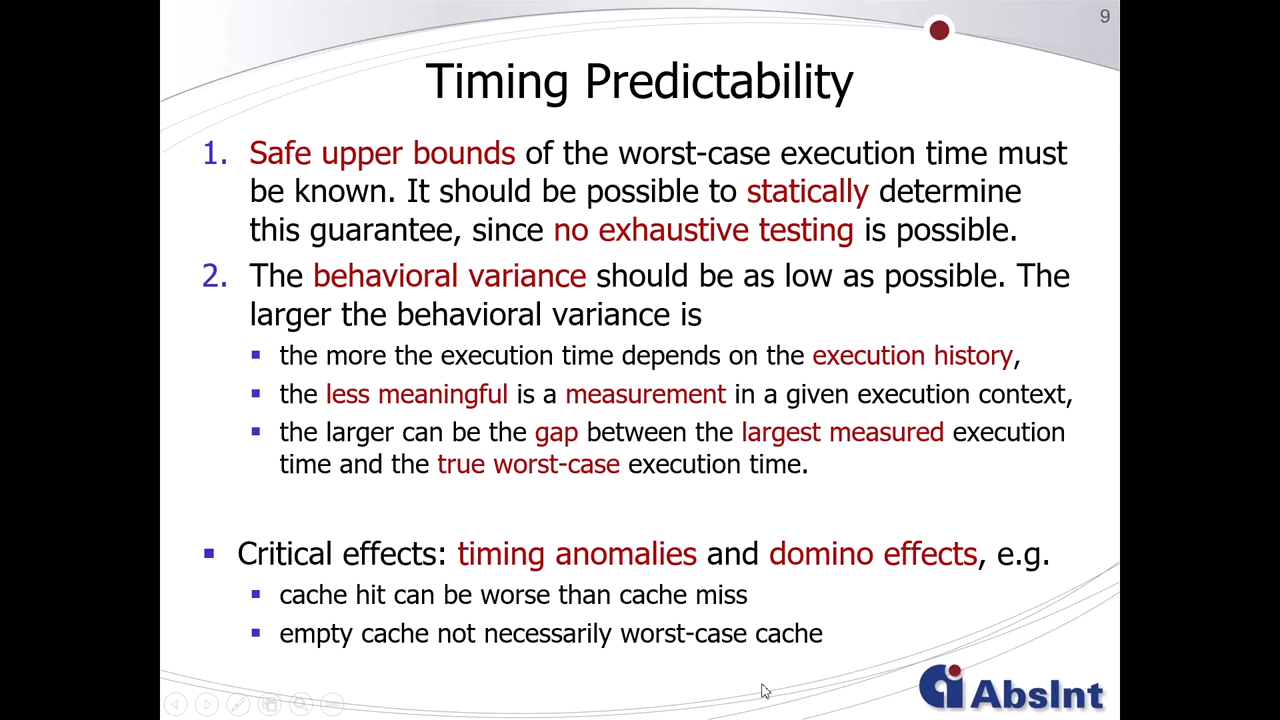 9
Timing Predictability
1. Safe upper bounds of the worst-case execution time must
be known. It should be possible to statically determine
this guarantee, since no exhaustive testing is possible.
2. The behavioral variance should be as low as possible. The
larger the behavioral variance is
▪ the more the execution time depends on the execution history,
▪ the less meaningful is a measurement in a given execution context,
▪ the larger can be the gap between the largest measured execution
time and the true worst-case execution time.
▪ Critical effects: timing anomalies and domino effects, e.g.
▪ cache hit can be worse than cache miss
▪ empty cache not necessarily worst-case cache
AbsInt